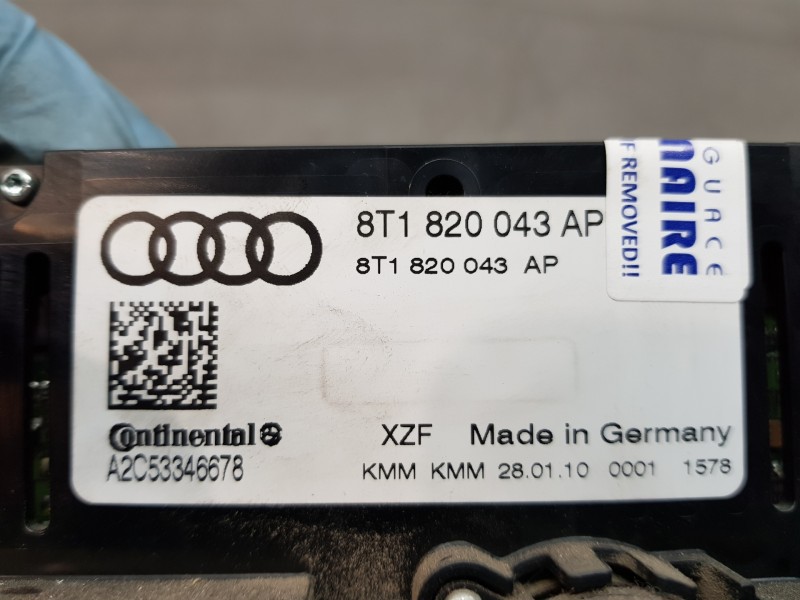 8T1 820 043 AP
8T1 820 043 AP
Continental
A2C53346678
XZF Made in Germany
KMM KMM 28.01.10 0001 1578
GUACE
MAIRE
F REMOVED!!